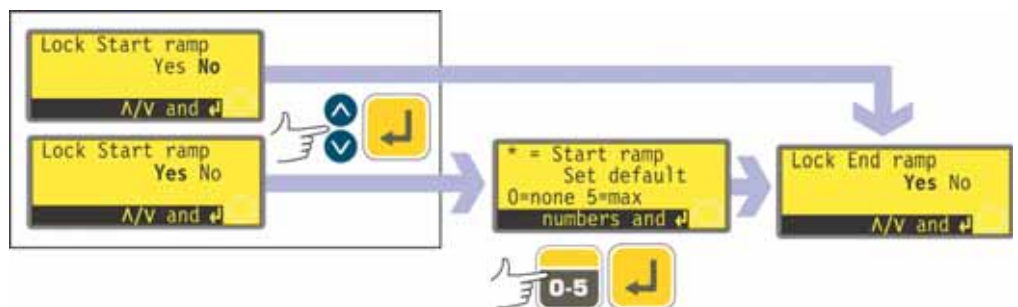 Lock Start ramp
Yes No
∧/∨ and ↲
Lock Start ramp
Yes No
∧/∨ and ↲
* = Start ramp
Set default
0=none 5=max
numbers and ↲
0-5
Lock End ramp
Yes No
∧/∨ and ↲